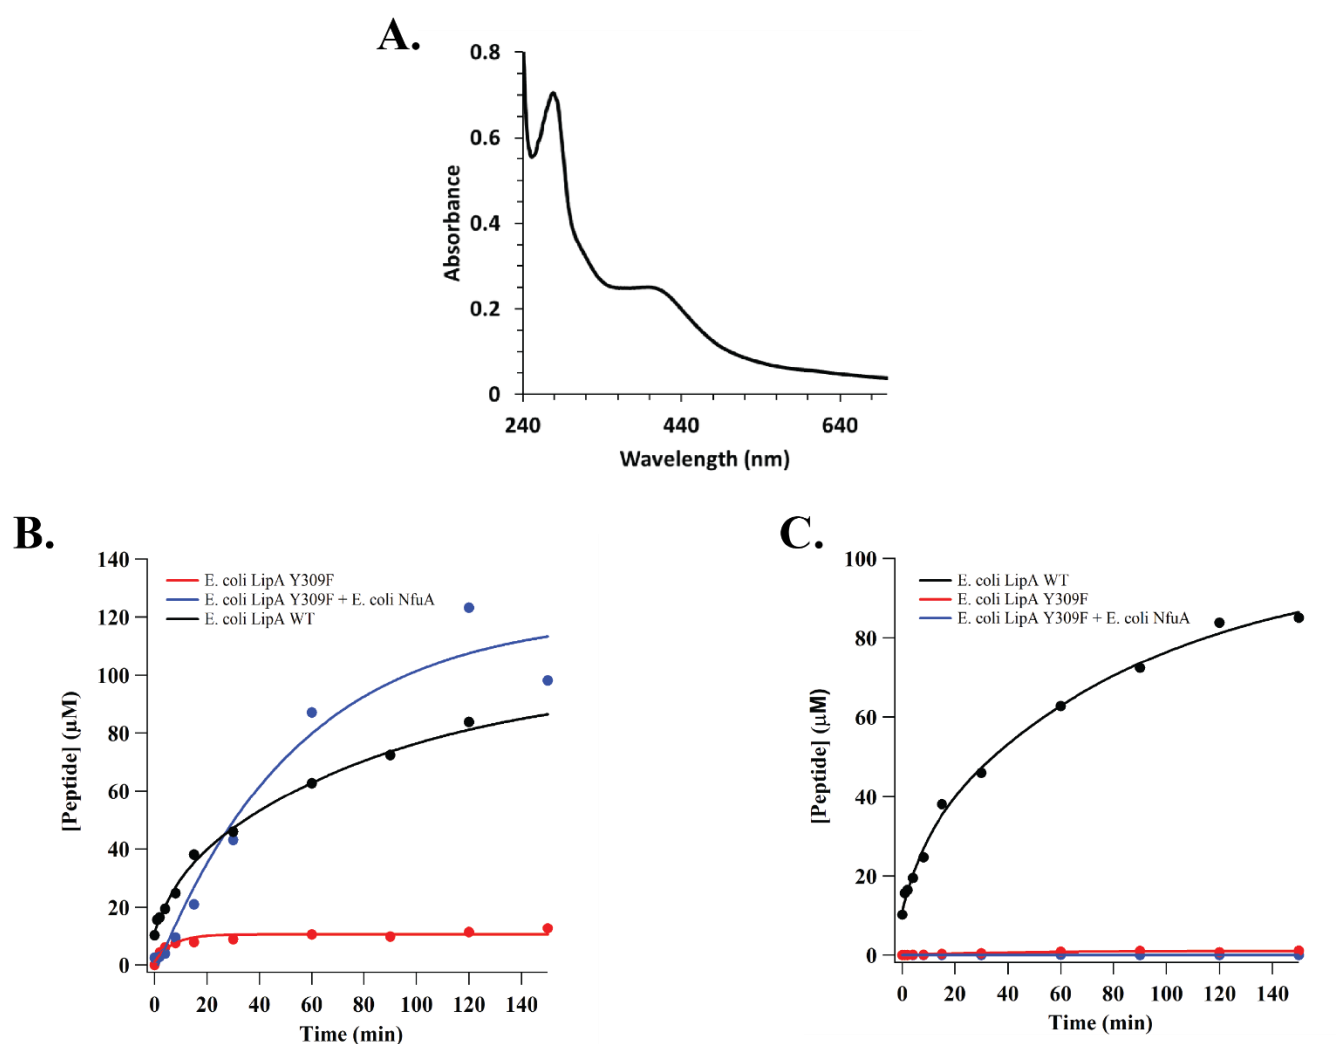 A.
0.8
0.6
0.4
0.2
0
Absorbance
240 440 640
Wavelength (nm)
B.
140
120
100
80
60
40
20
0
[Peptide] (μM)
E. coli LipA Y309F
E. coli LipA Y309F + E. coli NfuA
E. coli LipA WT
0 20 40 60 80 100 120 140
Time (min)
C.
100
80
60
40
20
0
[Peptide] (μM)
E. coli LipA WT
E. coli LipA Y309F
E. coli LipA Y309F + E. coli NfuA
0 20 40 60 80 100 120 140
Time (min)